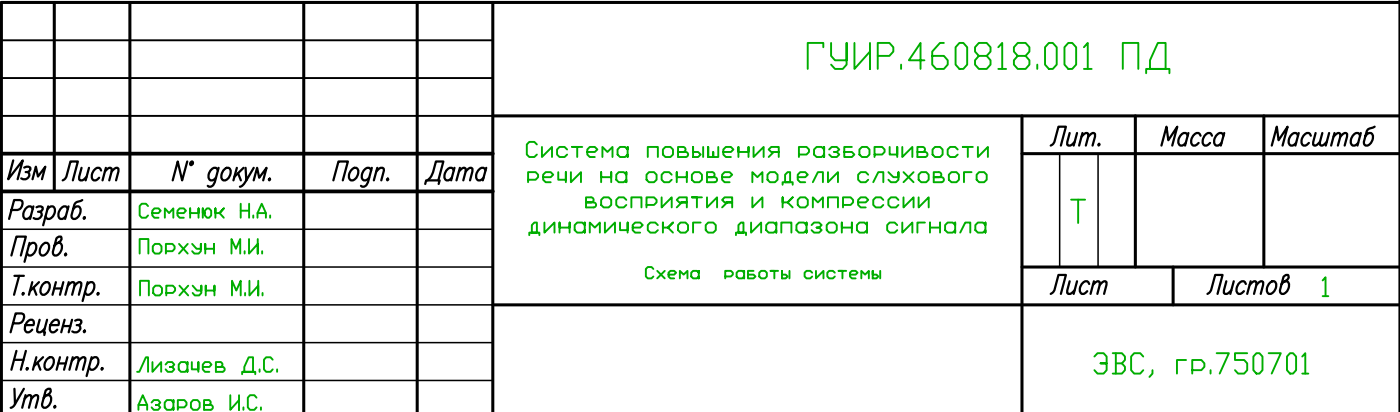 ГУИР.460818.001 ПД
Изм Лист N° докум. Подп. Дата
Разраб. Семенюк Н.А.
Пров. Порхун М.И.
Т.контр. Порхун М.И.
Реценз.
Н.контр. Лизачев Д.С.
Утв. Азаров И.С.
Система повышения разборчивости
речи на основе модели слухового
восприятия и компрессии
динамического диапазона сигнала
Схема работы системы
Лит. Масса Масштаб
Т
Лист Листов 1
ЭВС, гр.750701